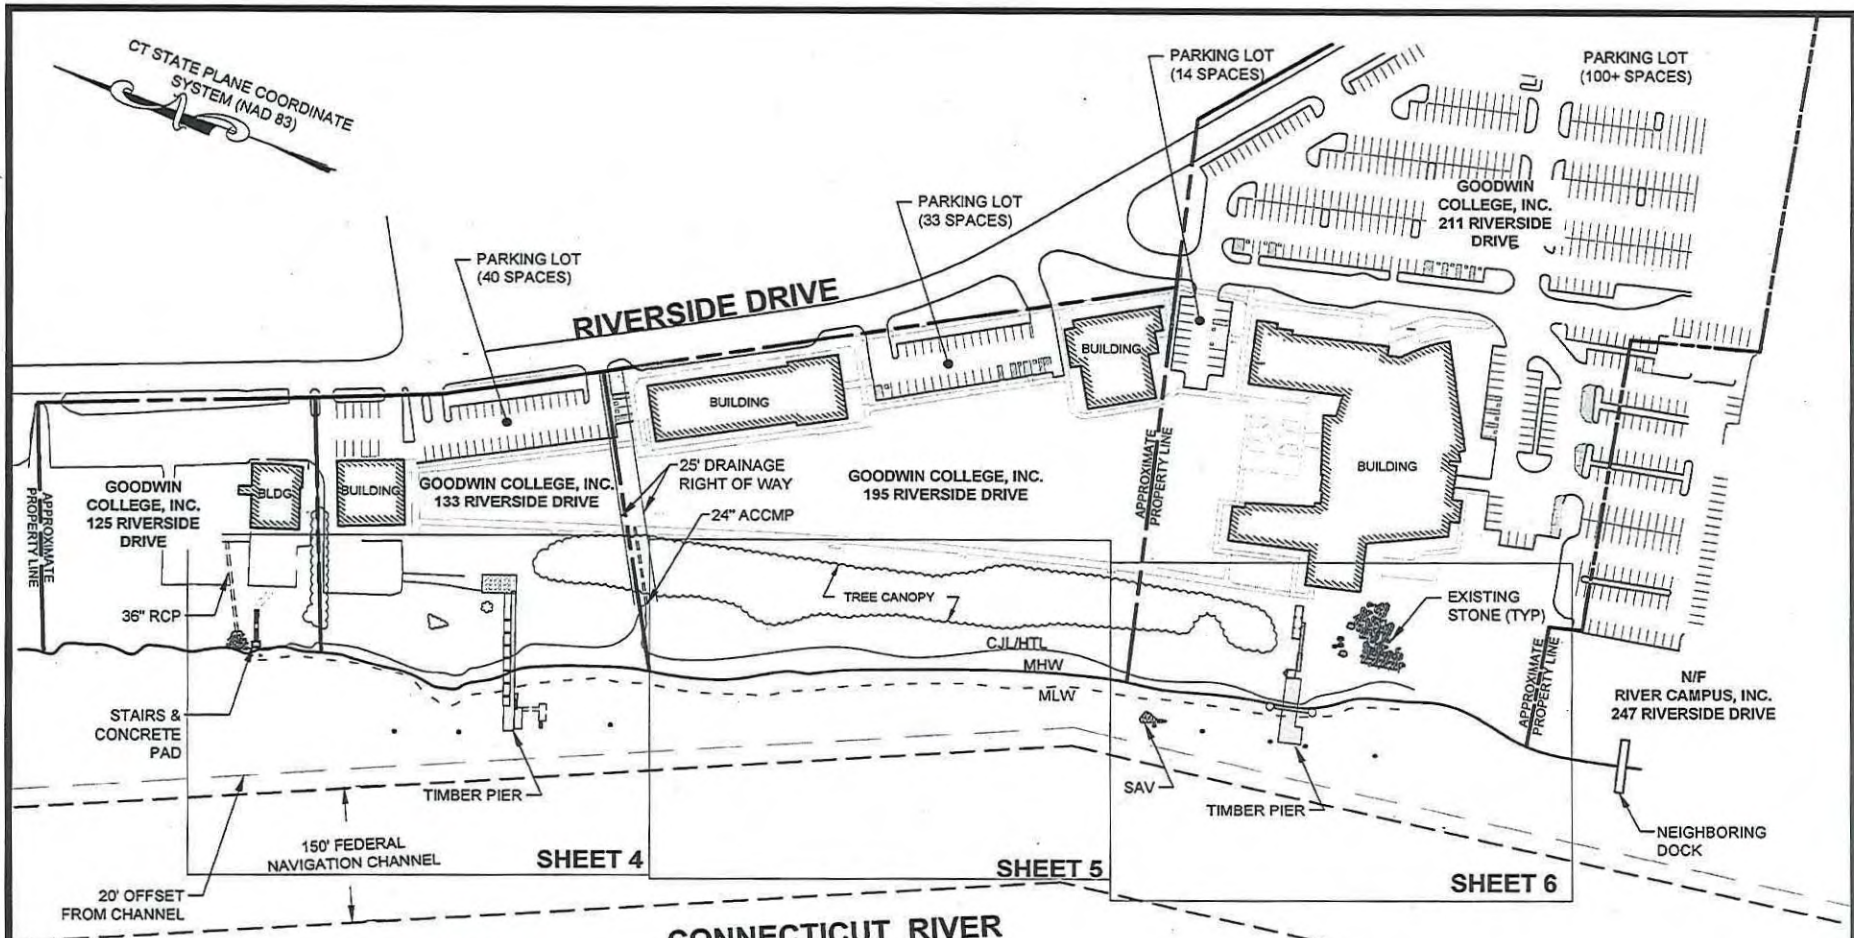 CT STATE PLANE COORDINATE
SYSTEM (NAD 83)
PARKING LOT
(14 SPACES)
PARKING LOT
(100+ SPACES)
GOODWIN
COLLEGE, INC.
211 RIVERSIDE
DRIVE
PARKING LOT
(33 SPACES)
PARKING LOT
(40 SPACES)
RIVERSIDE DRIVE
BUILDING
BUILDING
BUILDING
APPROXIMATE
PROPERTY LINE
GOODWIN
COLLEGE, INC.
125 RIVERSIDE
DRIVE
BLDG
BUILDING
GOODWIN COLLEGE, INC.
133 RIVERSIDE DRIVE
25' DRAINAGE
RIGHT OF WAY
24" ACCMP
GOODWIN COLLEGE, INC.
195 RIVERSIDE DRIVE
APPROXIMATE
PROPERTY LINE
36" RCP
TREE CANOPY
EXISTING
STONE (TYP)
CJL/HTL
MHW
MLW
APPROXIMATE
PROPERTY LINE
N/F
RIVER CAMPUS, INC.
247 RIVERSIDE DRIVE
STAIRS &
CONCRETE
PAD
TIMBER PIER
SAV
TIMBER PIER
NEIGHBORING
DOCK
150' FEDERAL
NAVIGATION CHANNEL
SHEET 4
SHEET 5
SHEET 6
20' OFFSET
FROM CHANNEL
CONNECTICUT RIVER